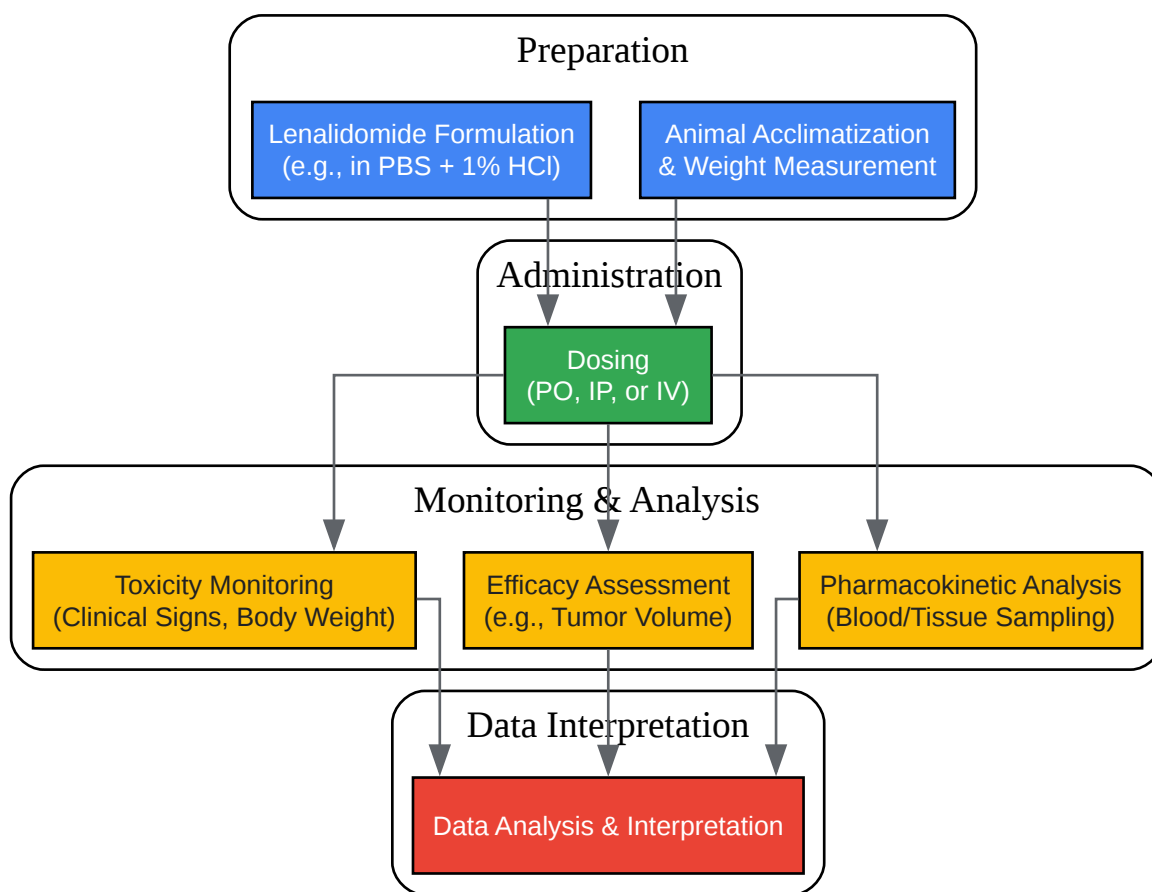 Preparation
Lenalidomide Formulation
(e.g., in PBS + 1% HCl)
Animal Acclimatization
& Weight Measurement
Administration
Dosing
(PO, IP, or IV)
Monitoring & Analysis
Toxicity Monitoring
(Clinical Signs, Body Weight)
Efficacy Assessment
(e.g., Tumor Volume)
Pharmacokinetic Analysis
(Blood/Tissue Sampling)
Data Interpretation
Data Analysis & Interpretation